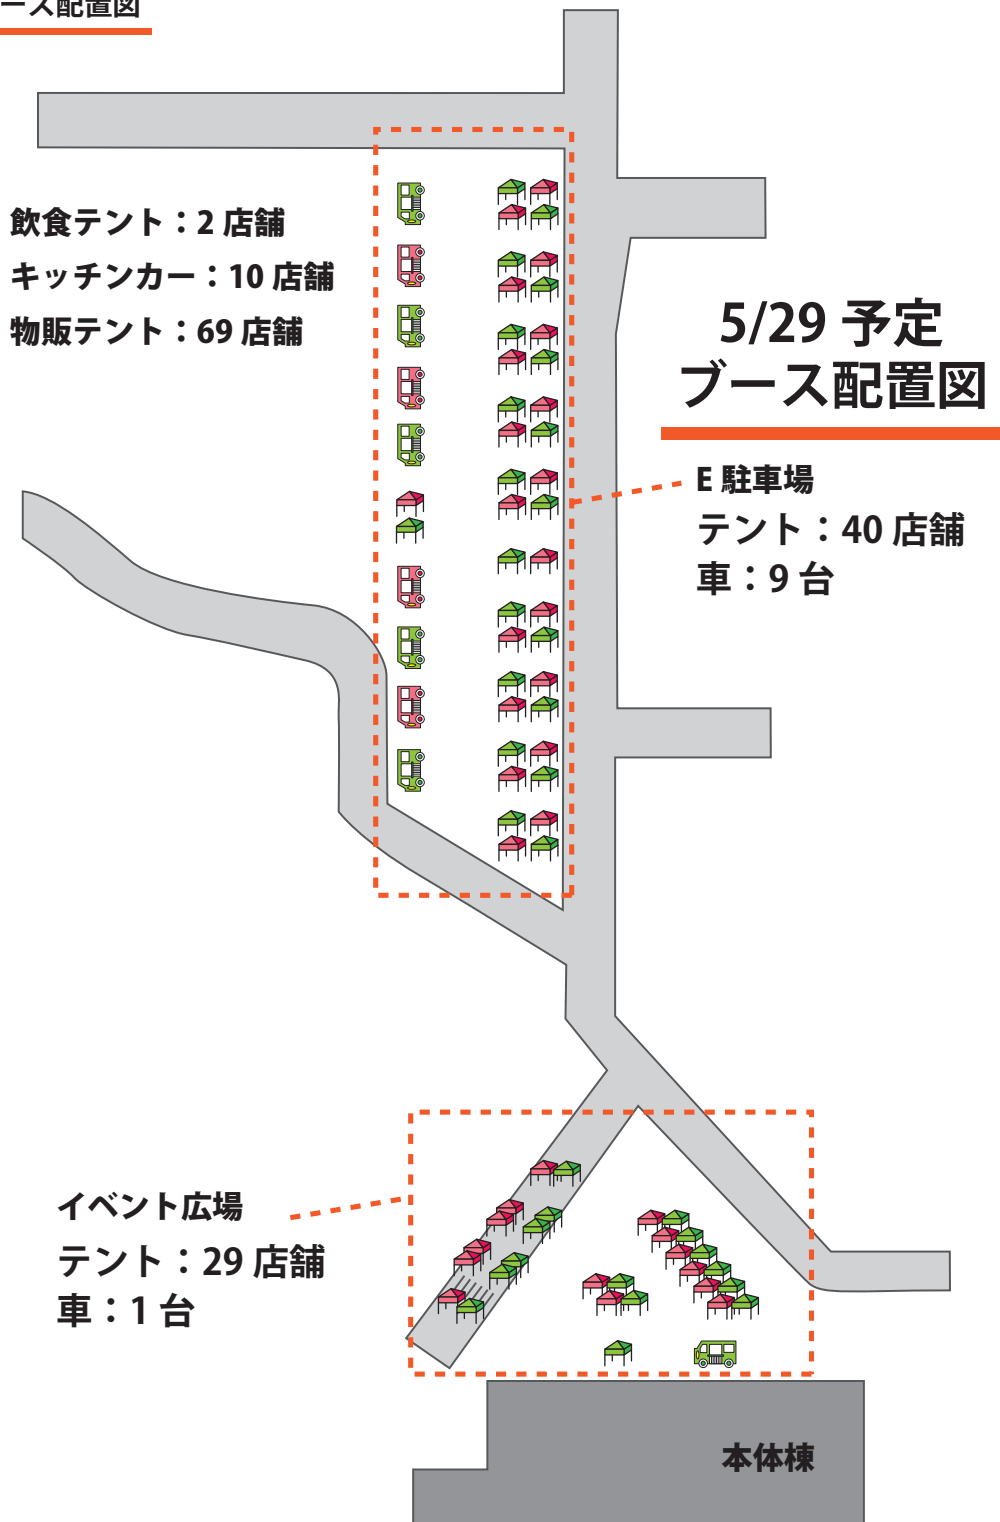 ース配置図
飲食テント：2 店舗
キッチンカー：10 店舗
物販テント：69 店舗
5/29 予定
ブース配置図
E 駐車場
テント：40 店舗
車：9 台
イベント広場
テント：29 店舗
車：1 台
本体棟